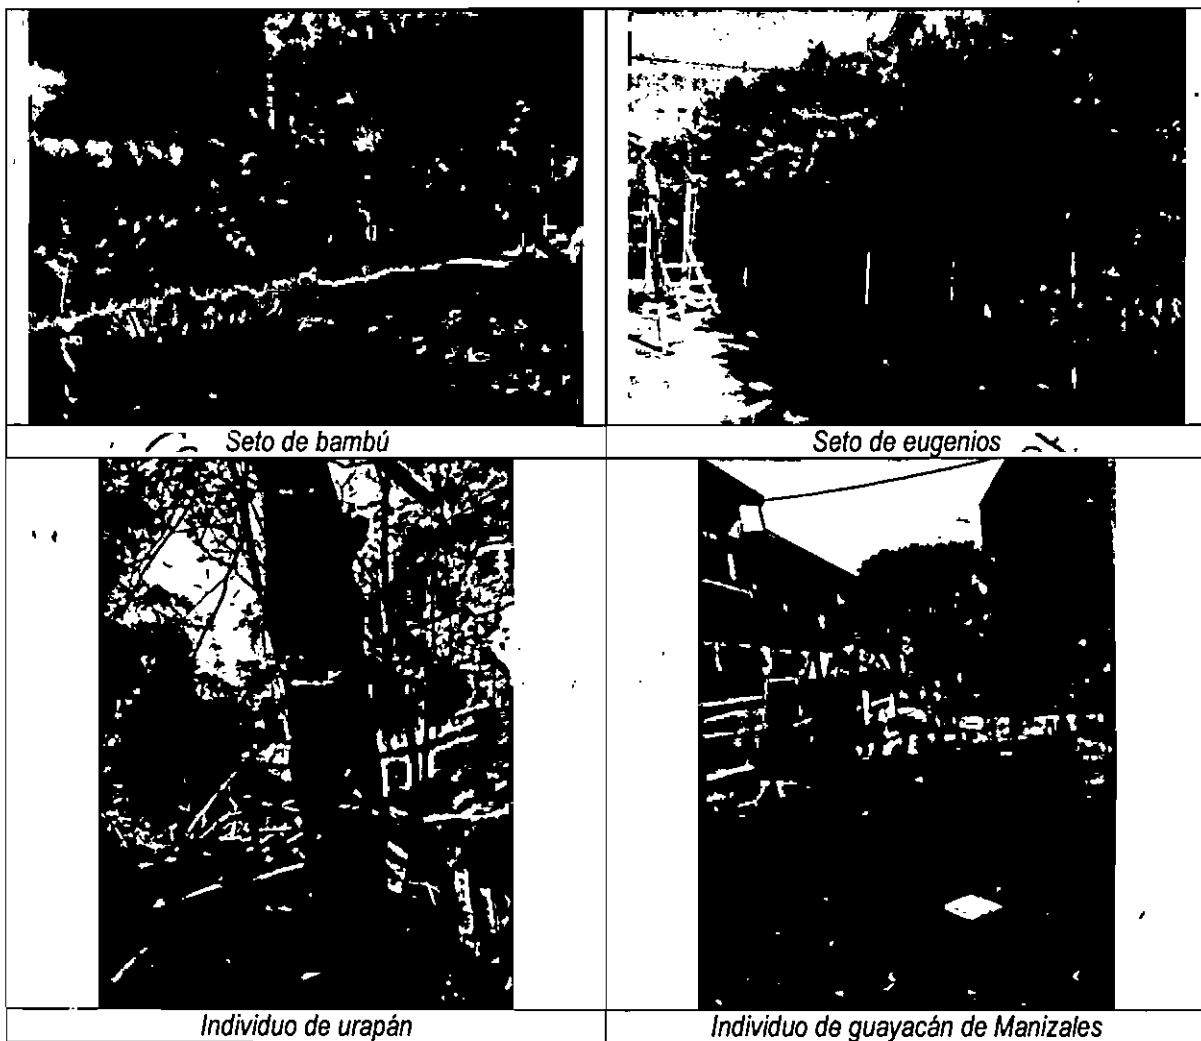 Seto de bambú
Seto de eugenios
Individuo de urapán
Individuo de guayacán de Manizales